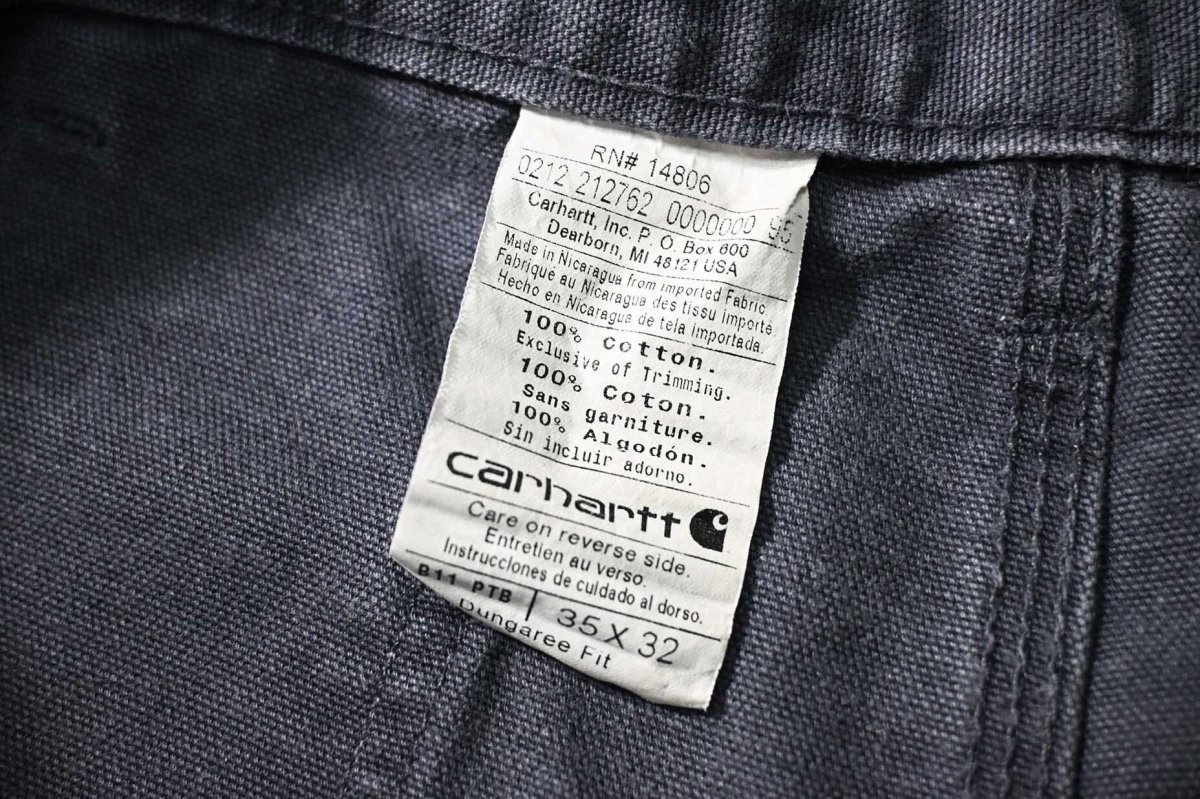 RN# 14806
0212 212762 0000000 95
Carhartt, Inc. P. O. Box 600
Dearborn, MI 48121 USA
Made in Nicaragua from imported Fabric
Fabriqué au Nicaragua des tissu importé
Hecho en Nicaragua de tela importada.
100% Cotton.
Exclusive of Trimming.
100% Coton.
Sans garniture.
100% Algodón.
Sin incluir adorno.
carhartt
Care on reverse side.
Entretien au verso.
Instrucciones de cuidado al dorso.
B11 PTB 35 X 32
Dungaree Fit